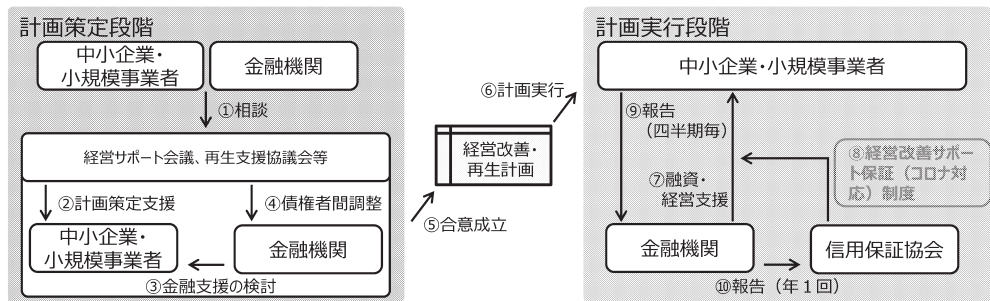 計画策定段階
中小企業・
小規模事業者
金融機関
①相談
経営サポート会議、再生支援協議会等
②計画策定支援
④債権者間調整
中小企業・
小規模事業者
金融機関
③金融支援の検討
⑤合意成立
経営改善・
再生計画
⑥計画実行
計画実行段階
中小企業・小規模事業者
⑨報告
（四半期毎）
⑦融資・
経営支援
⑧経営改善サポー
ト保証（コロナ対
応）制度
金融機関
信用保証協会
⑩報告（年１回）